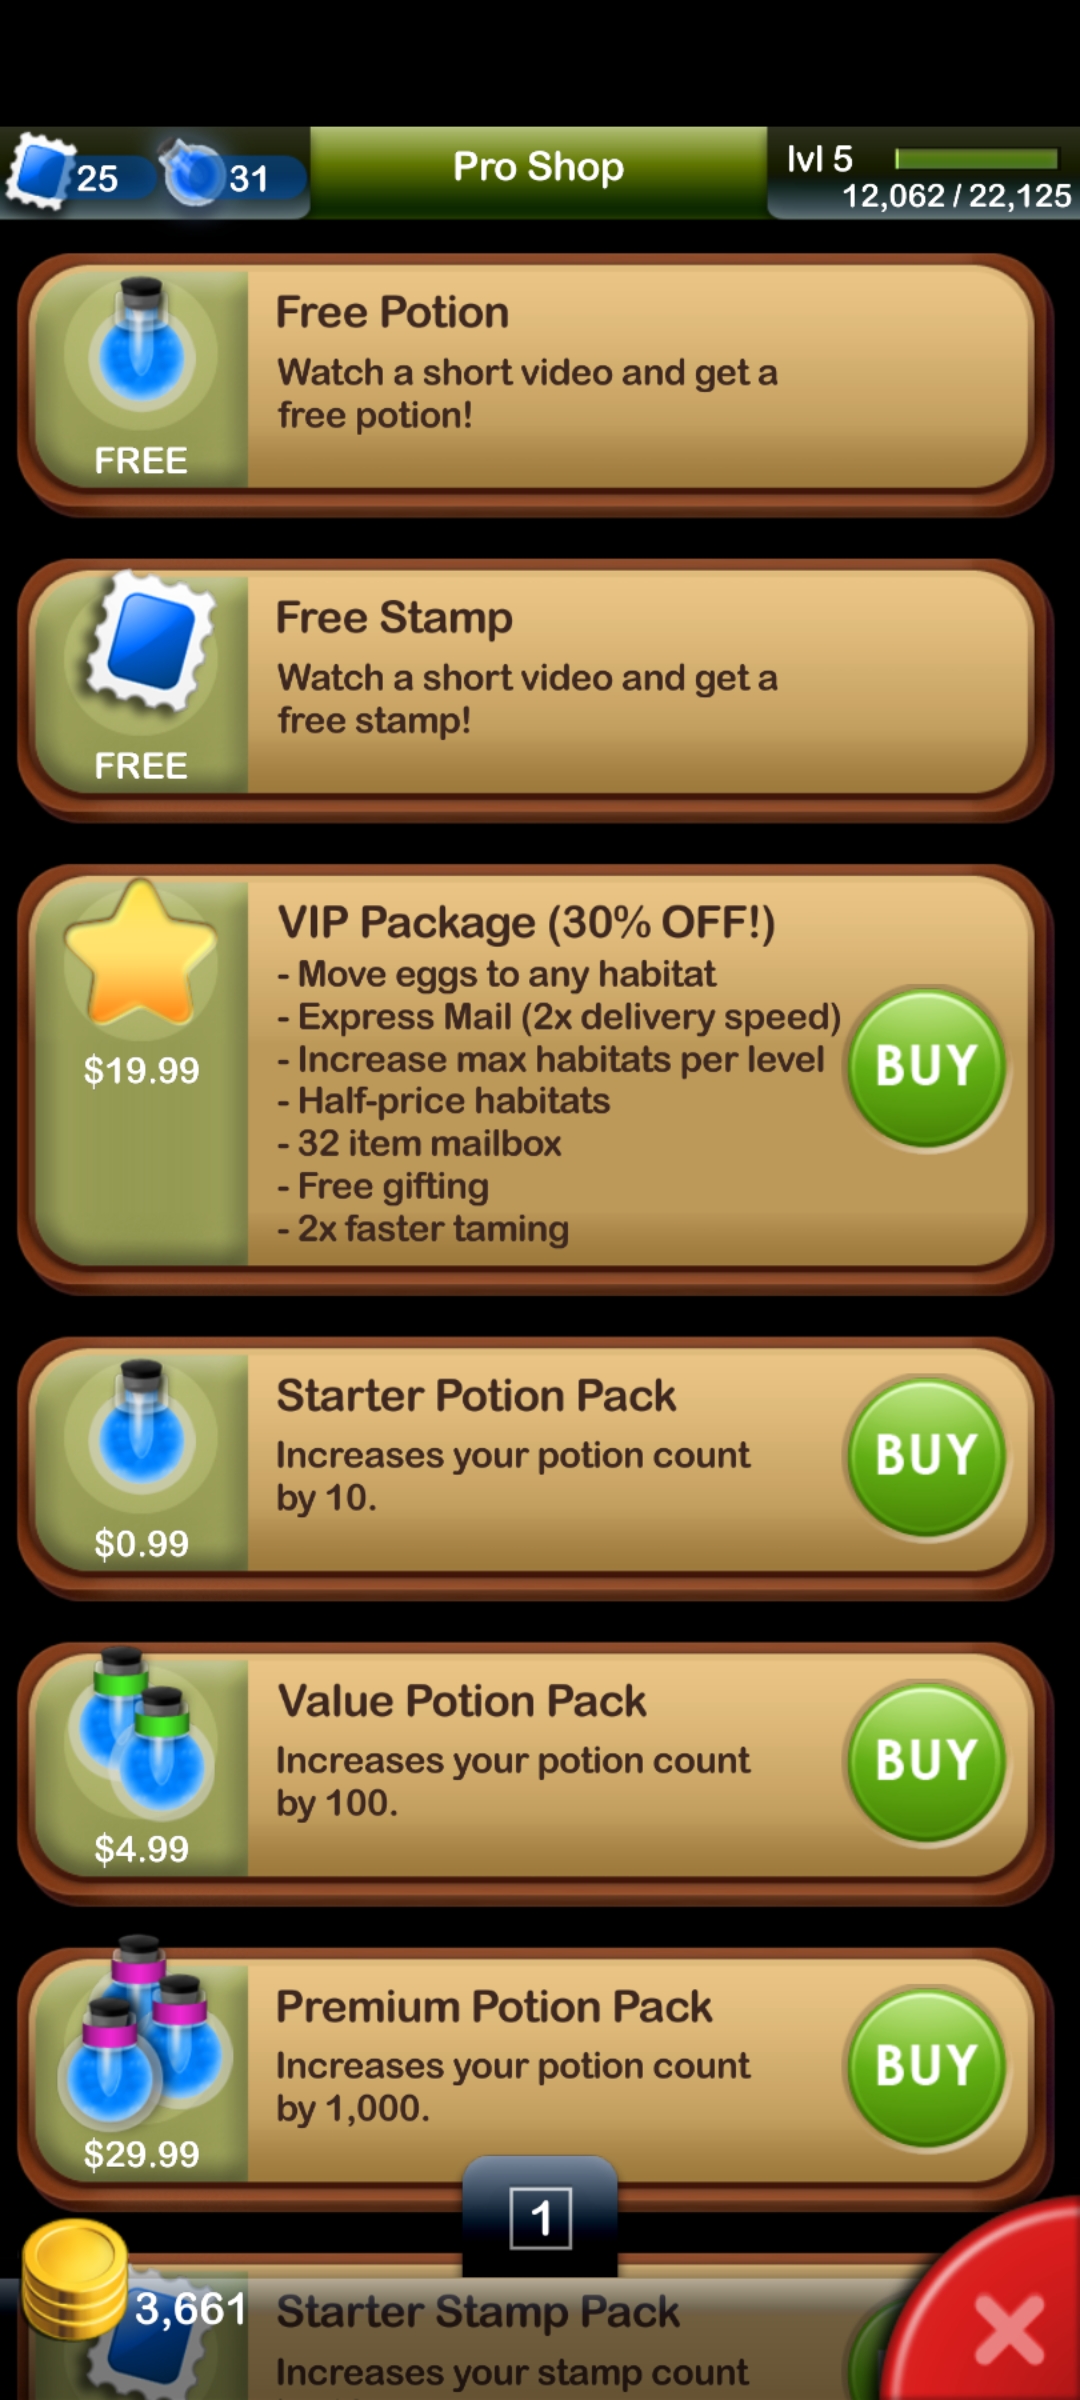 25
31
Pro Shop
lvl 5
12,062 / 22,125
Free Potion
Watch a short video and get a
free potion!
FREE
Free Stamp
Watch a short video and get a
free stamp!
FREE
VIP Package (30% OFF!)
- Move eggs to any habitat
- Express Mail (2x delivery speed)
- Increase max habitats per level
- Half-price habitats
- 32 item mailbox
- Free gifting
- 2x faster taming
$19.99
BUY
Starter Potion Pack
Increases your potion count
by 10.
$0.99
BUY
Value Potion Pack
Increases your potion count
by 100.
$4.99
BUY
Premium Potion Pack
Increases your potion count
by 1,000.
$29.99
BUY
1
3,661
Starter Stamp Pack
Increases your stamp count